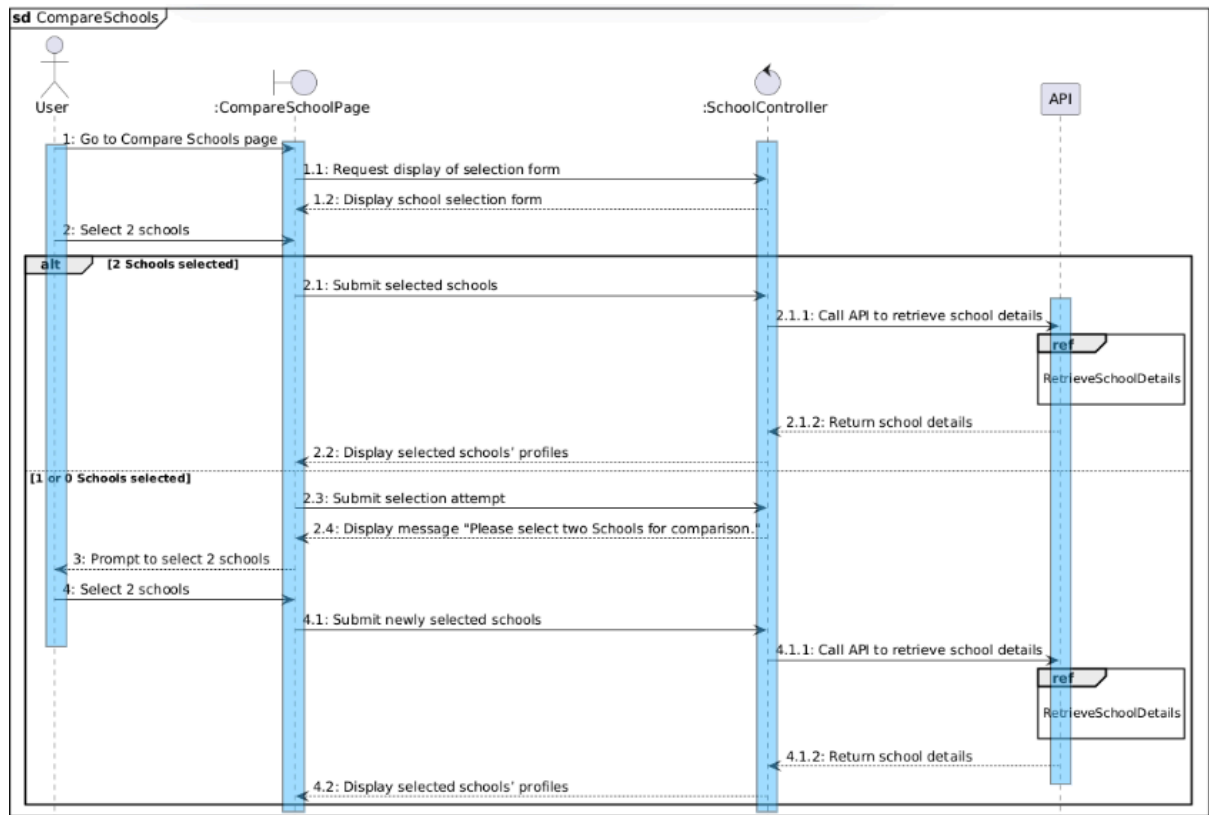 sd CompareSchools
User
:CompareSchoolPage
:SchoolController
API
1: Go to Compare Schools page
1.1: Request display of selection form
1.2: Display school selection form
2: Select 2 schools
alt [2 Schools selected]
2.1: Submit selected schools
2.1.1: Call API to retrieve school details
ref
RetrieveSchoolDetails
2.1.2: Return school details
2.2: Display selected schools' profiles
[1 or 0 Schools selected]
2.3: Submit selection attempt
2.4: Display message "Please select two Schools for comparison."
3: Prompt to select 2 schools
4: Select 2 schools
4.1: Submit newly selected schools
4.1.1: Call API to retrieve school details
ref
RetrieveSchoolDetails
4.1.2: Return school details
4.2: Display selected schools' profiles